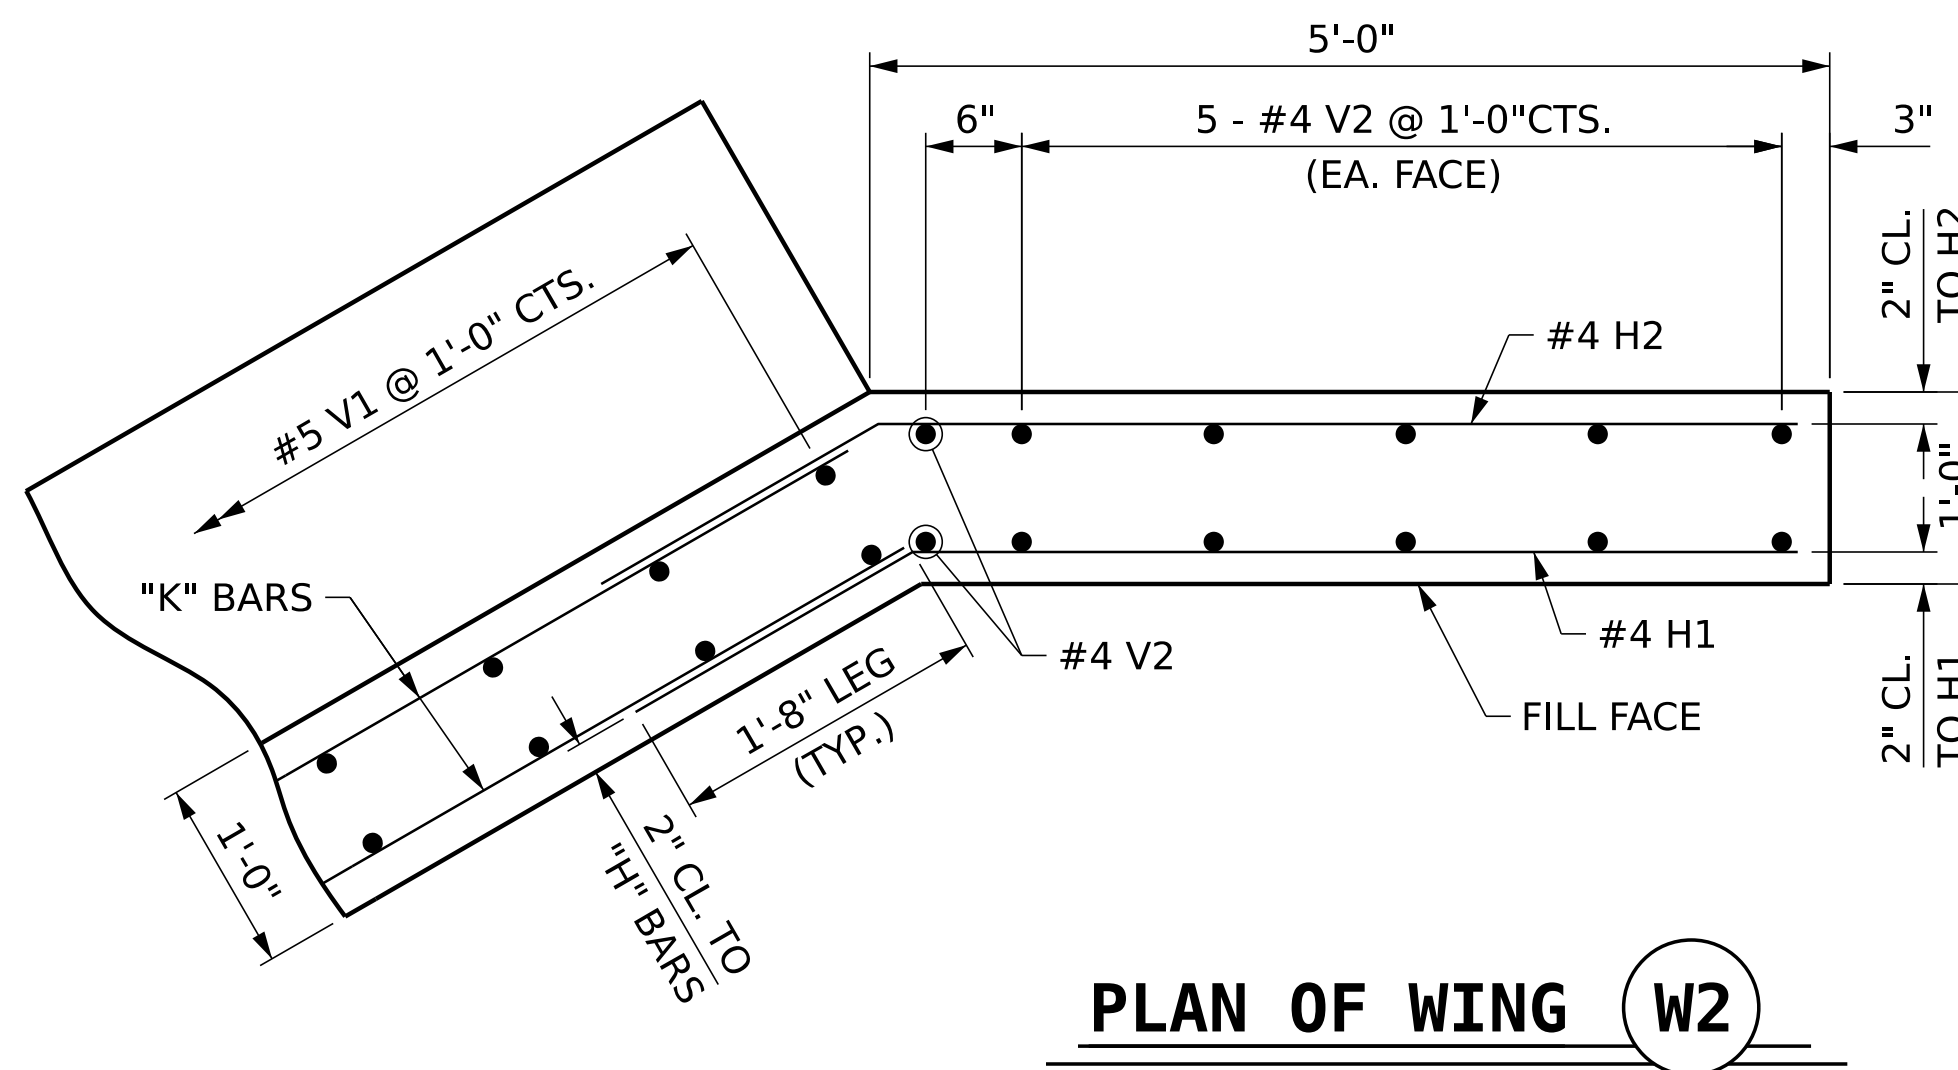 5'-0"
6"
5 - #4 V2 @ 1'-0"CTS.
3"
(EA. FACE)
#5 V1 @ 1'-0" CTS.
2" CL.
TO H2
#4 H2
1'-0"
"K" BARS
#4 V2
#4 H1
2" CL.
TO H1
FILL FACE
1'-8" LEG
(TYP.)
1'-0"
2" CL. TO
"H" BARS
PLAN OF WING W2